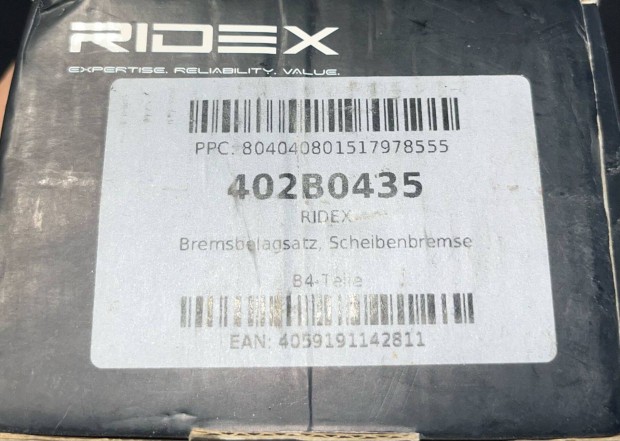 RIDEX
EXPERTISE. RELIABILITY. VALUE.
PPC: 804040801517978555
402B0435
RIDEX
Bremsbelagsatz, Scheibenbremse
B4-Teile
EAN: 4059191142811